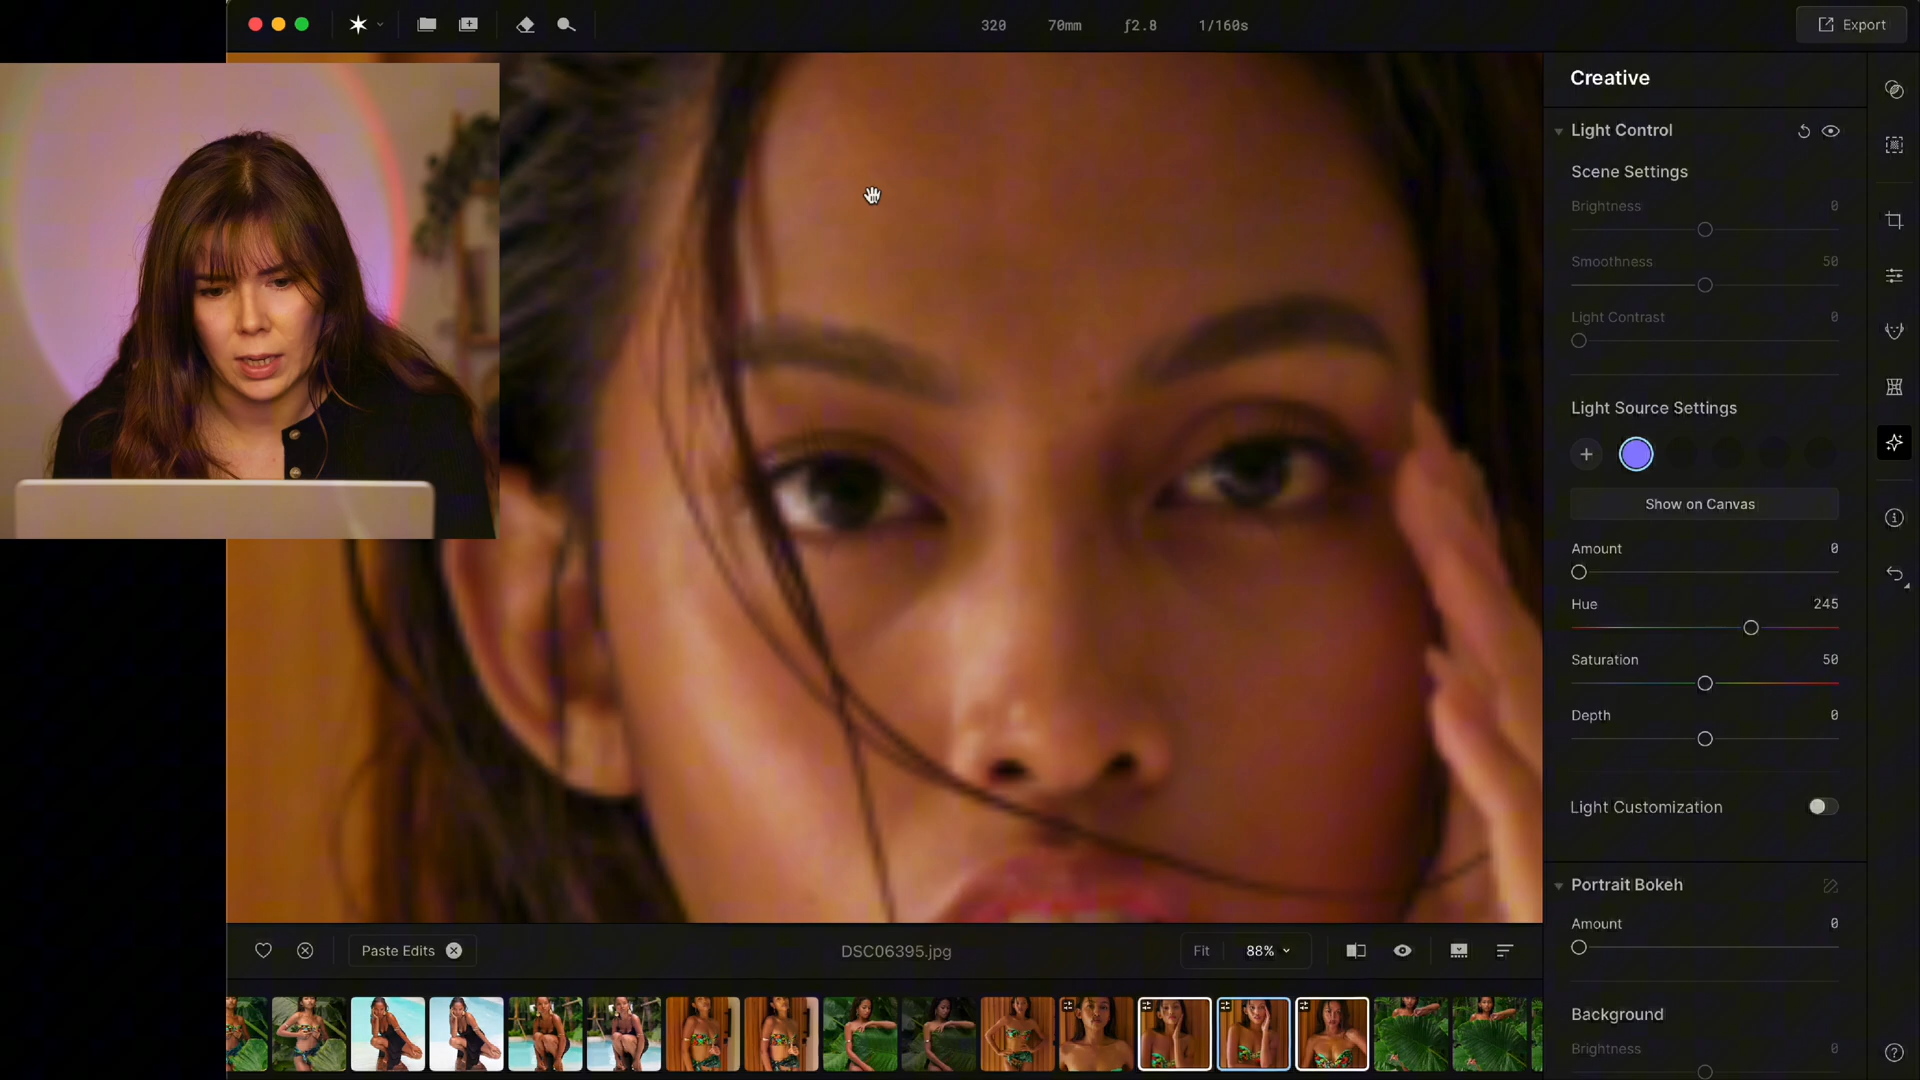 320 70mm ƒ2.8 1/160s
Export
Creative
Light Control
Scene Settings
Brightness 0
Smoothness 50
Light Contrast 0
Light Source Settings
Show on Canvas
Amount 0
Hue 245
Saturation 50
Depth 0
Light Customization
Portrait Bokeh
Amount 0
Background
Brightness 0
Paste Edits
DSC06395.jpg
Fit 88%